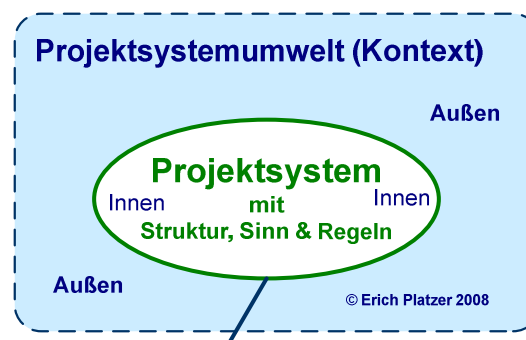 Projektsystemumwelt (Kontext)
Außen
Projektsystem
Innen
Innen
mit
Struktur, Sinn & Regeln
Außen
© Erich Platzer 2008